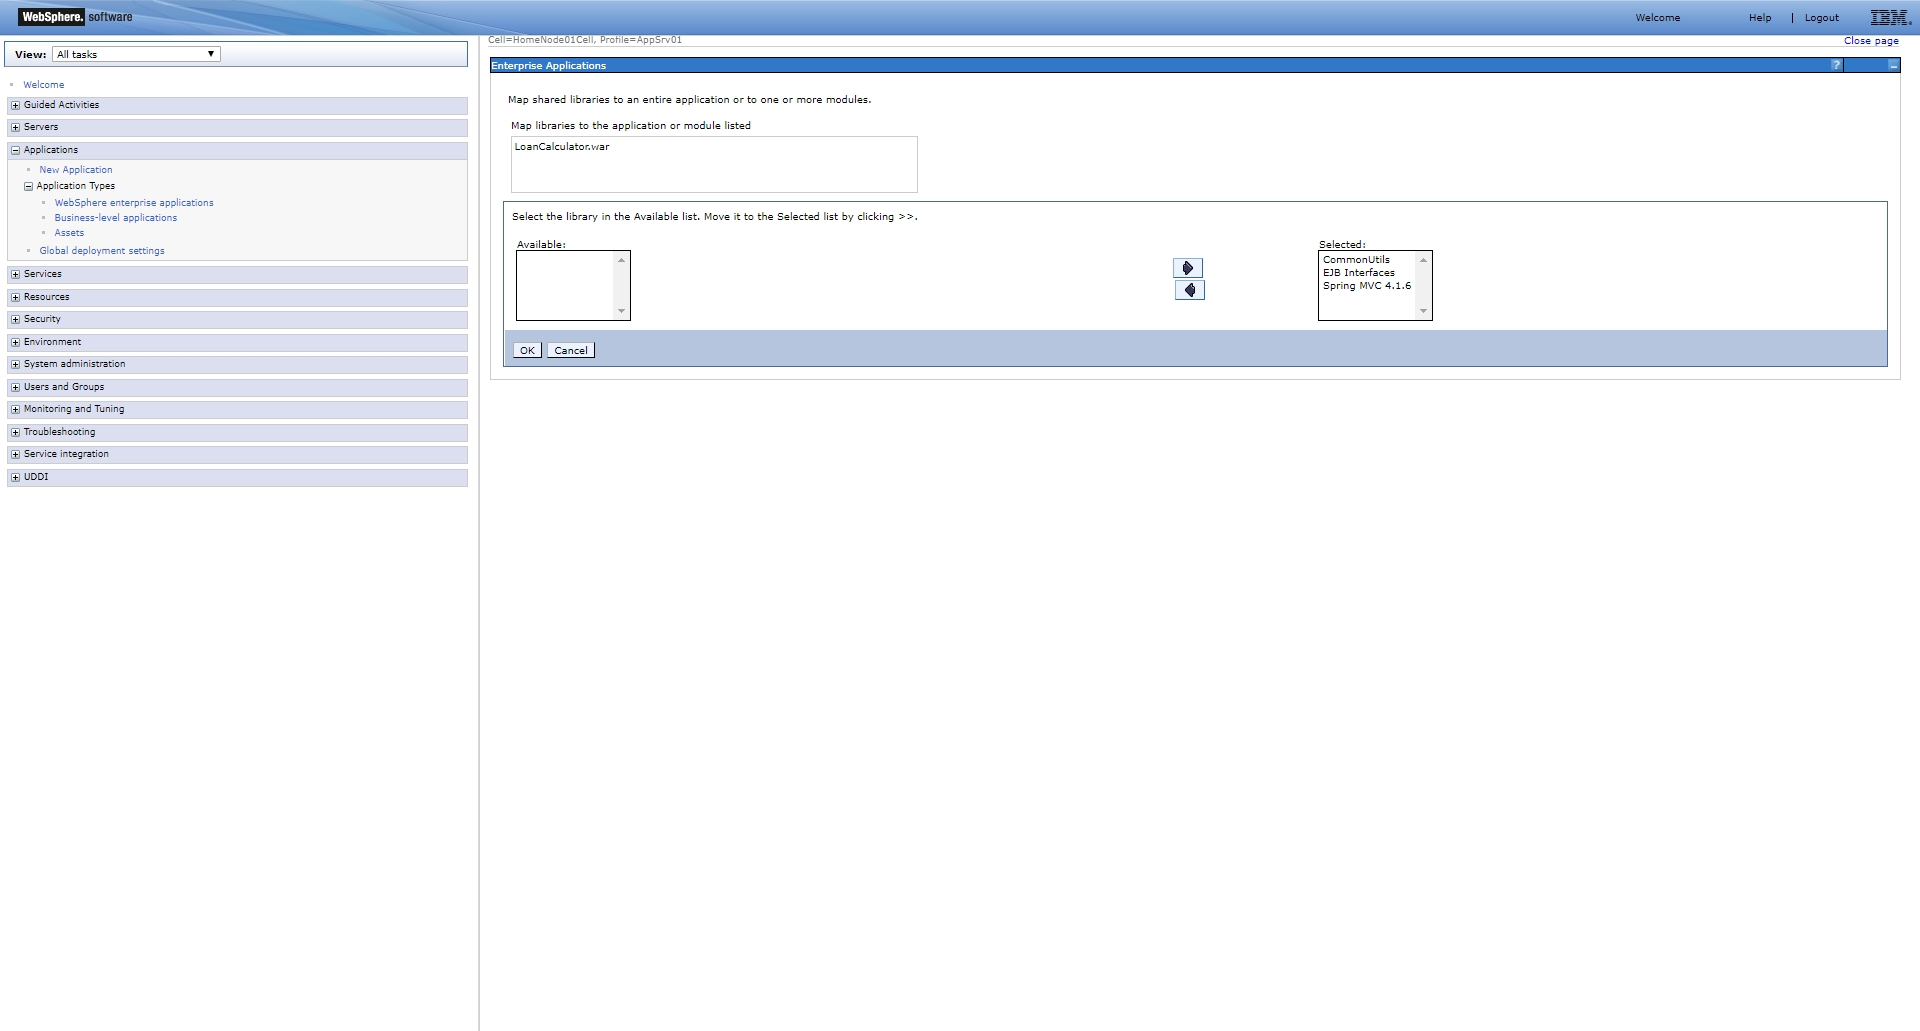 WebSphere. software
Welcome Help | Logout IBM.
View: All tasks
Welcome
Guided Activities
Servers
Applications
New Application
Application Types
WebSphere enterprise applications
Business-level applications
Assets
Global deployment settings
Services
Resources
Security
Environment
System administration
Users and Groups
Monitoring and Tuning
Troubleshooting
Service integration
UDDI
Cell=HomeNode01Cell, Profile=AppSrv01
Close page
Enterprise Applications ? _
Map shared libraries to an entire application or to one or more modules.
Map libraries to the application or module listed
LoanCalculator.war
Select the library in the Available list. Move it to the Selected list by clicking >>.
Available:
Selected:
CommonUtils
EJB Interfaces
Spring MVC 4.1.6
OK Cancel